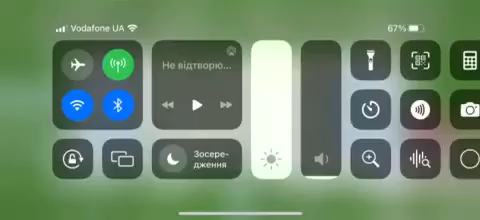 Vodafone UA
67%
Не відтворю...
Зосере-
дження